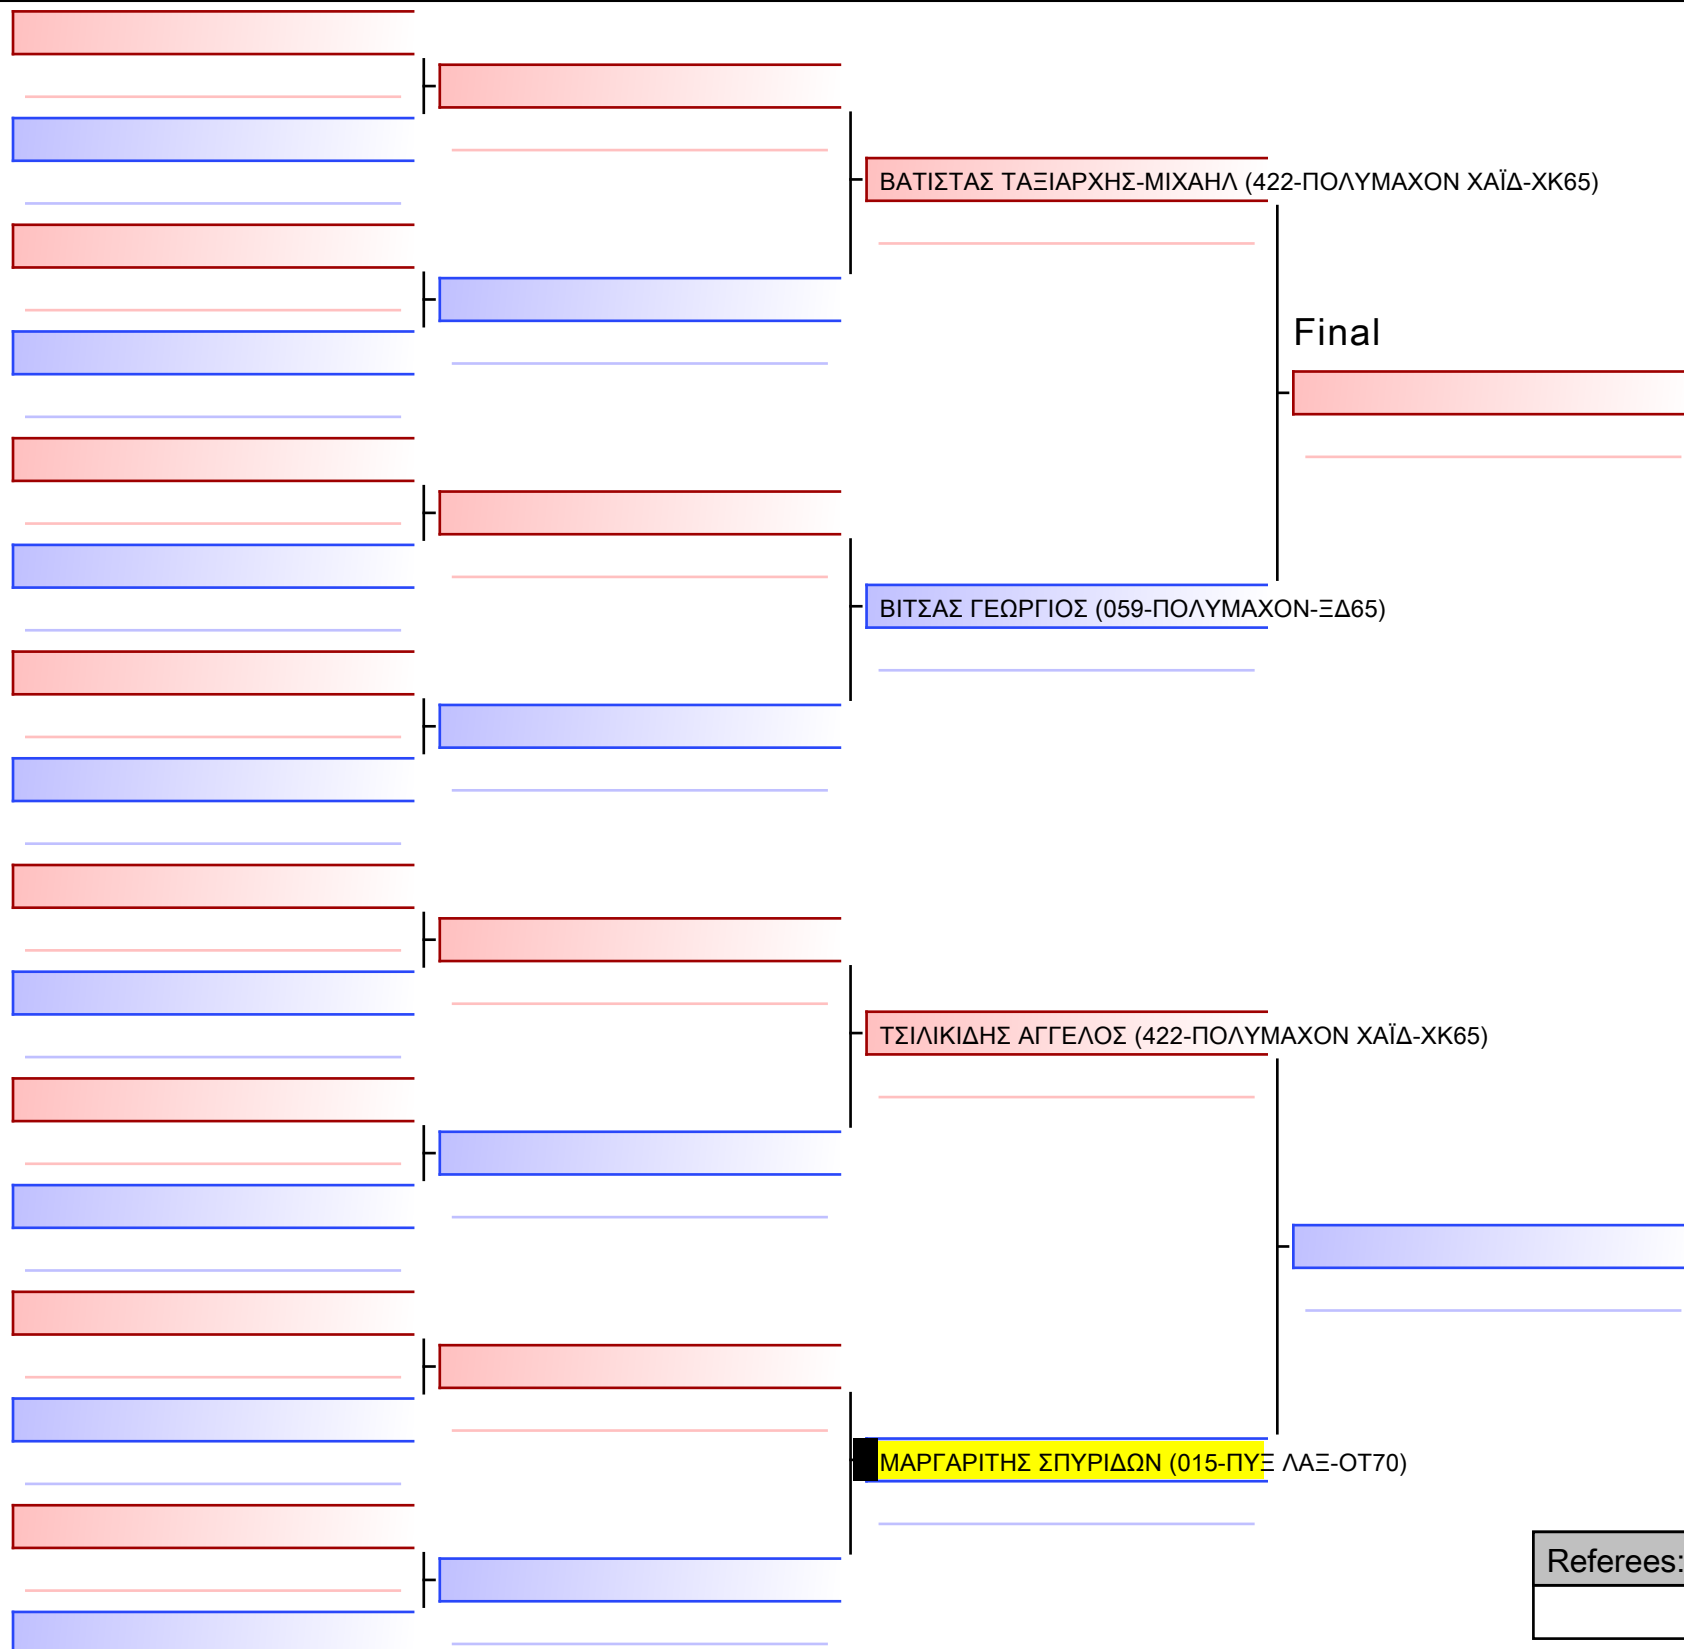 ΒΑΤΙΣΤΑΣ ΤΑΞΙΑΡΧΗΣ-ΜΙΧΑΗΛ (422-ΠΟΛΥΜΑΧΟΝ ΧΑΪΔ-ΧΚ65)
Final
ΒΙΤΣΑΣ ΓΕΩΡΓΙΟΣ (059-ΠΟΛΥΜΑΧΟΝ-ΞΔ65)
ΤΣΙΛΙΚΙΔΗΣ ΑΓΓΕΛΟΣ (422-ΠΟΛΥΜΑΧΟΝ ΧΑΪΔ-ΧΚ65)
ΜΑΡΓΑΡΙΤΗΣ ΣΠΥΡΙΔΩΝ (015-ΠΥΞ ΛΑΞ-ΟΤ70)
Referees: